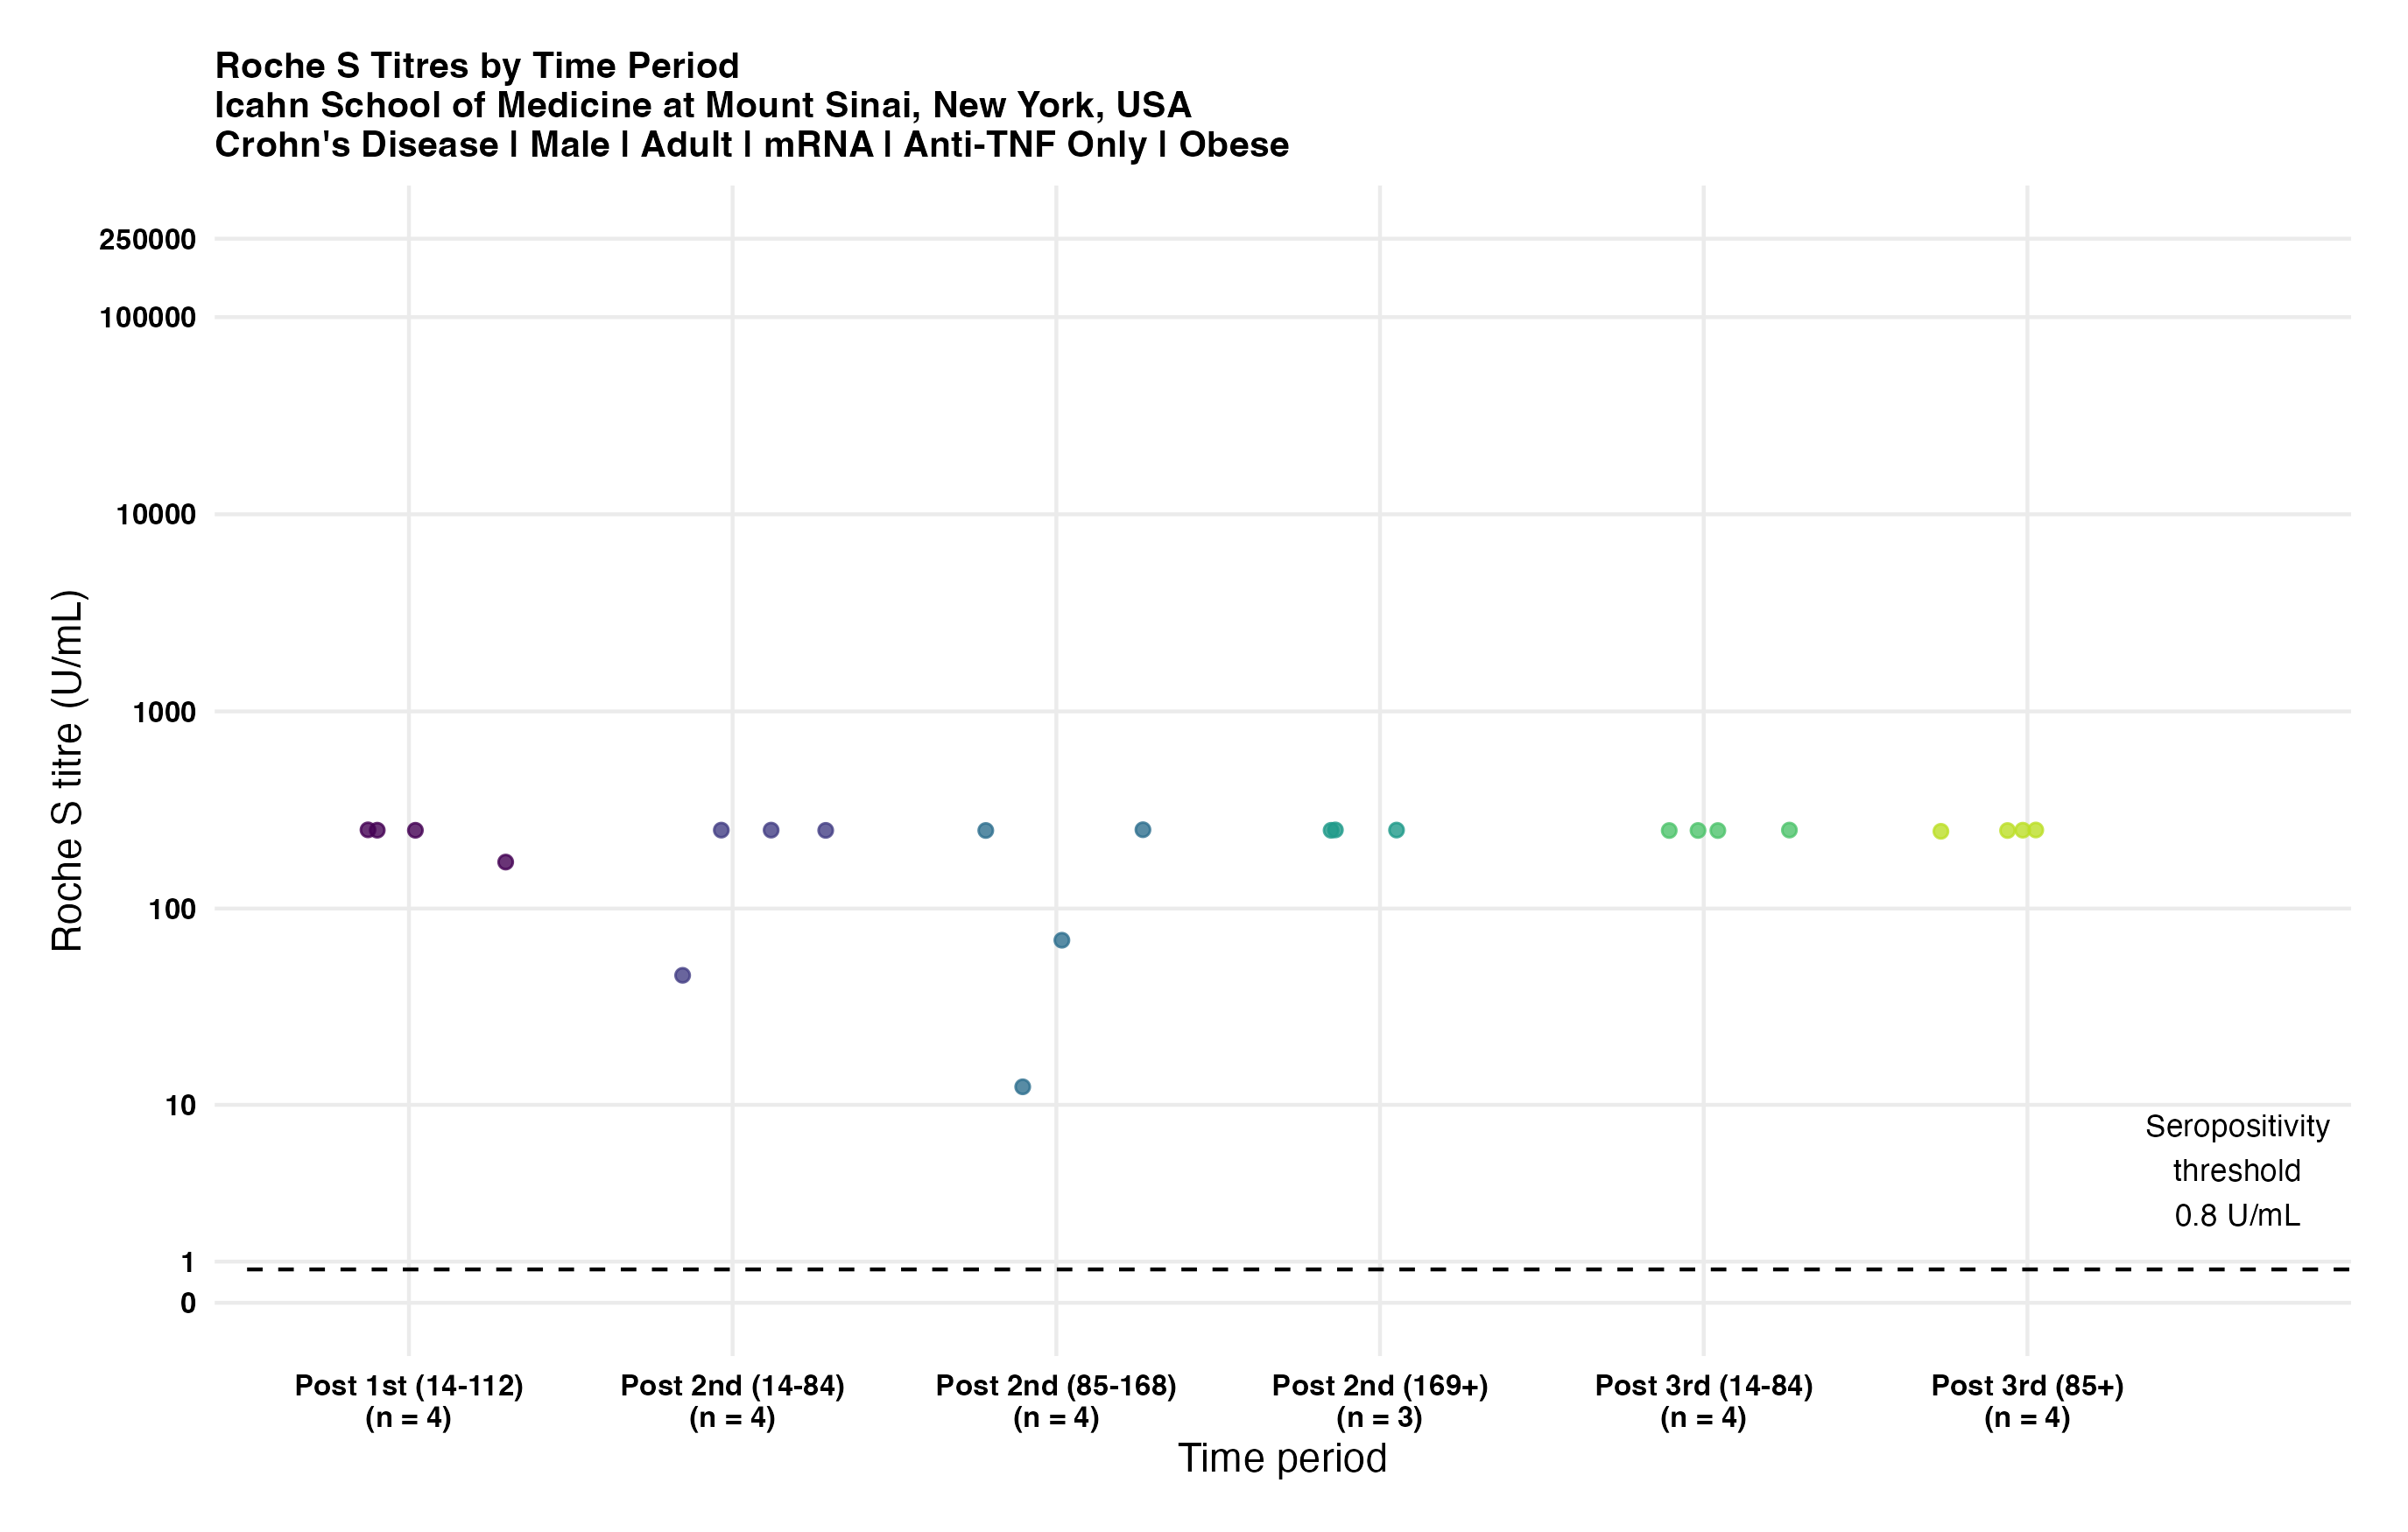 Roche S Titres by Time Period
Icahn School of Medicine at Mount Sinai, New York, USA
Crohn's Disease | Male | Adult | mRNA | Anti-TNF Only | Obese
Roche S titre (U/mL)
250000
100000
10000
1000
100
10
1
0
Seropositivity
threshold
0.8 U/mL
Post 1st (14-112)
(n = 4)
Post 2nd (14-84)
(n = 4)
Post 2nd (85-168)
(n = 4)
Post 2nd (169+)
(n = 3)
Post 3rd (14-84)
(n = 4)
Post 3rd (85+)
(n = 4)
Time period